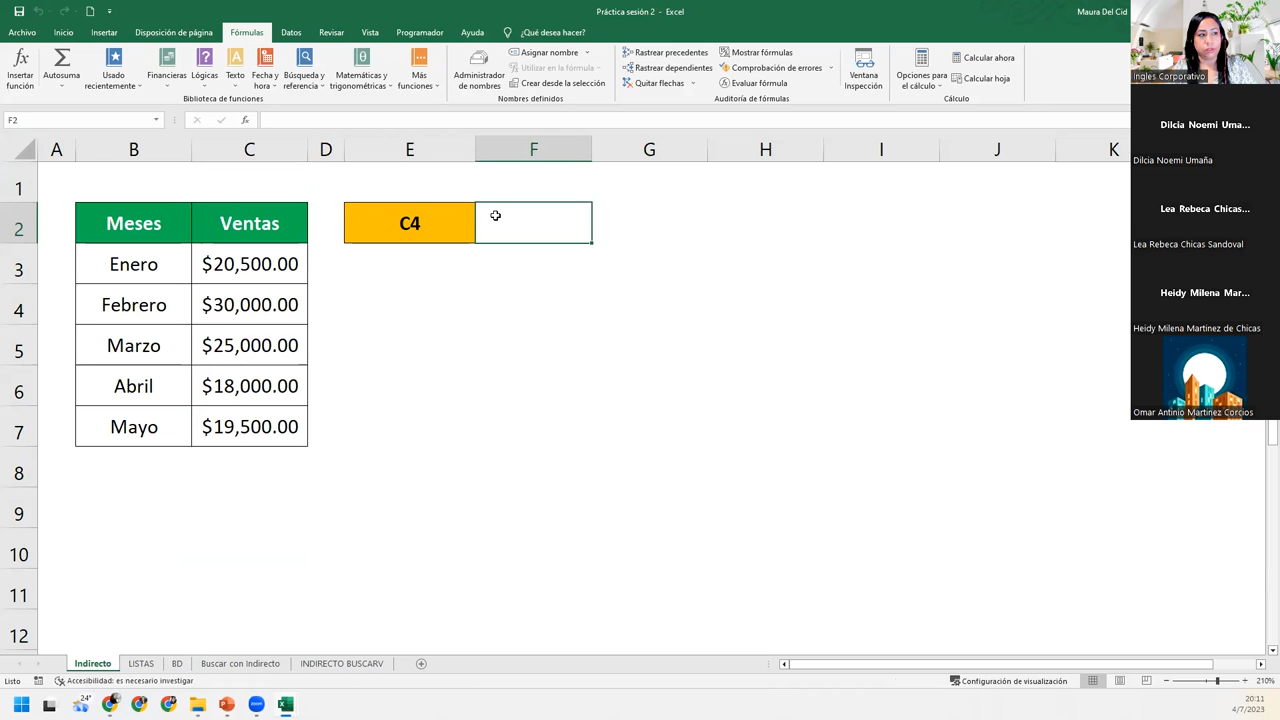 Práctica sesión 2 - Excel
Maura Del Cid
Archivo Inicio Insertar Disposición de página Fórmulas Datos Revisar Vista Programador Ayuda ¿Qué desea hacer?
Insertar función
Autosuma
Usado recientemente
Financieras
Lógicas
Texto
Fecha y hora
Búsqueda y referencia
Matemáticas y trigonométricas
Más funciones
Biblioteca de funciones
Administrador de nombres
Asignar nombre
Utilizar en la fórmula
Crear desde la selección
Nombres definidos
Rastrear precedentes
Rastrear dependientes
Quitar flechas
Mostrar fórmulas
Comprobación de errores
Evaluar fórmula
Auditoría de fórmulas
Ventana Inspección
Opciones para el cálculo
Calcular ahora
Calcular hoja
Cálculo
F2
fx
A B C D E F G H I J K
1
2 Meses Ventas C4
3 Enero $20,500.00
4 Febrero $30,000.00
5 Marzo $25,000.00
6 Abril $18,000.00
7 Mayo $19,500.00
8
9
10
11
12
Ingles Corporativo
Dilcia Noemi Uma...
Dilcia Noemi Umaña
Lea Rebeca Chicas...
Lea Rebeca Chicas Sandoval
Heidy Milena Mar...
Heidy Milena Martinez de Chicas
Omar Antinio Martinez Corcios
Indirecto LISTAS BD Buscar con Indirecto INDIRECTO BUSCARV
Listo Accesibilidad: es necesario investigar Configuración de visualización 210%
24°
zoom
20:11
4/7/2023